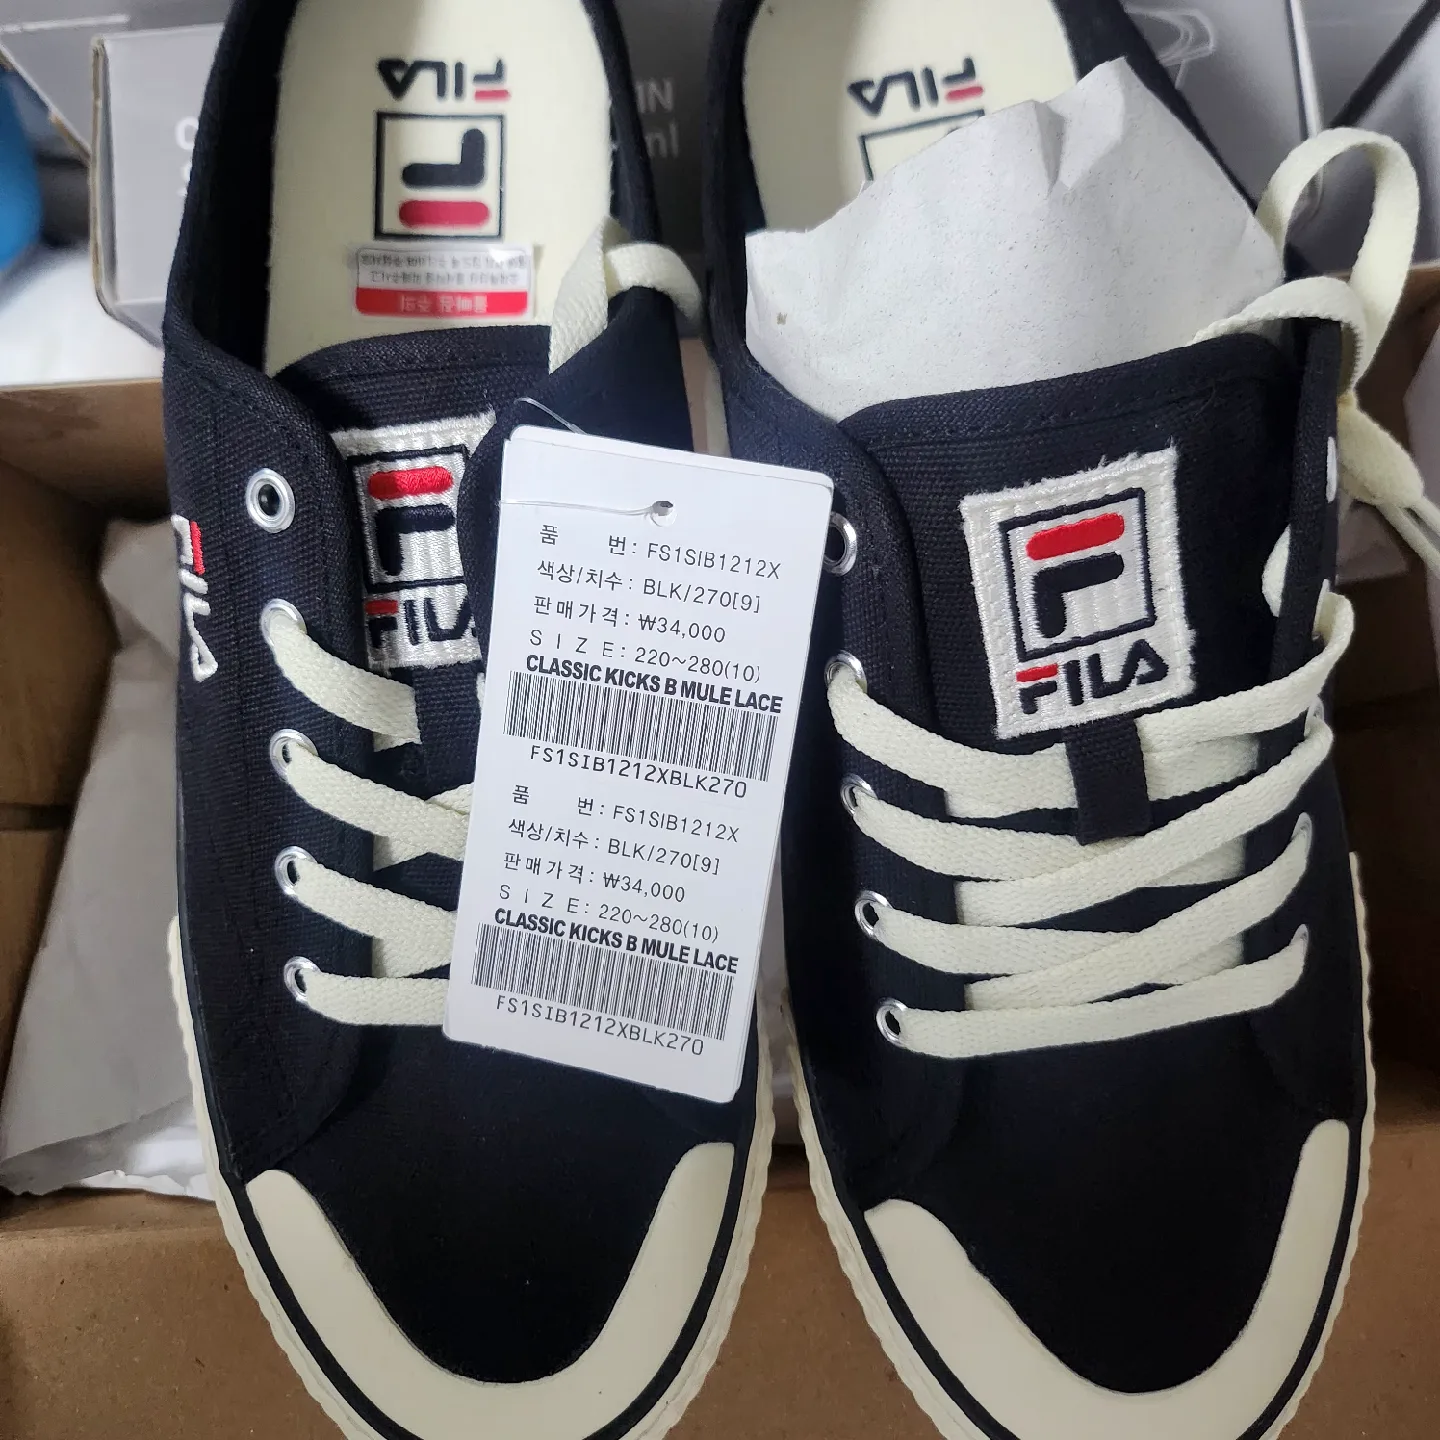 FILA
FILA
IN
ml
FILA
FILA
FILA
품 번: FS1SIB1212X
색상/치수: BLK/270[9]
판매가격: ₩34,000
S I Z E: 220~280(10)
CLASSIC KICKS B MULE LACE
FS1SIB1212XBLK270
품 번: FS1SIB1212X
색상/치수: BLK/270[9]
판매가격: ₩34,000
S I Z E: 220~280(10)
CLASSIC KICKS B MULE LACE
FS1SIB1212XBLK270